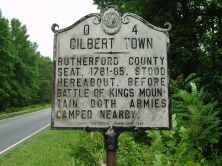 O 4
GILBERT TOWN
RUTHERFORD COUNTY
SEAT, 1781-85, STOOD
HEREABOUT. BEFORE
BATTLE OF KINGS MOUN-
TAIN BOTH ARMIES
CAMPED NEARBY.